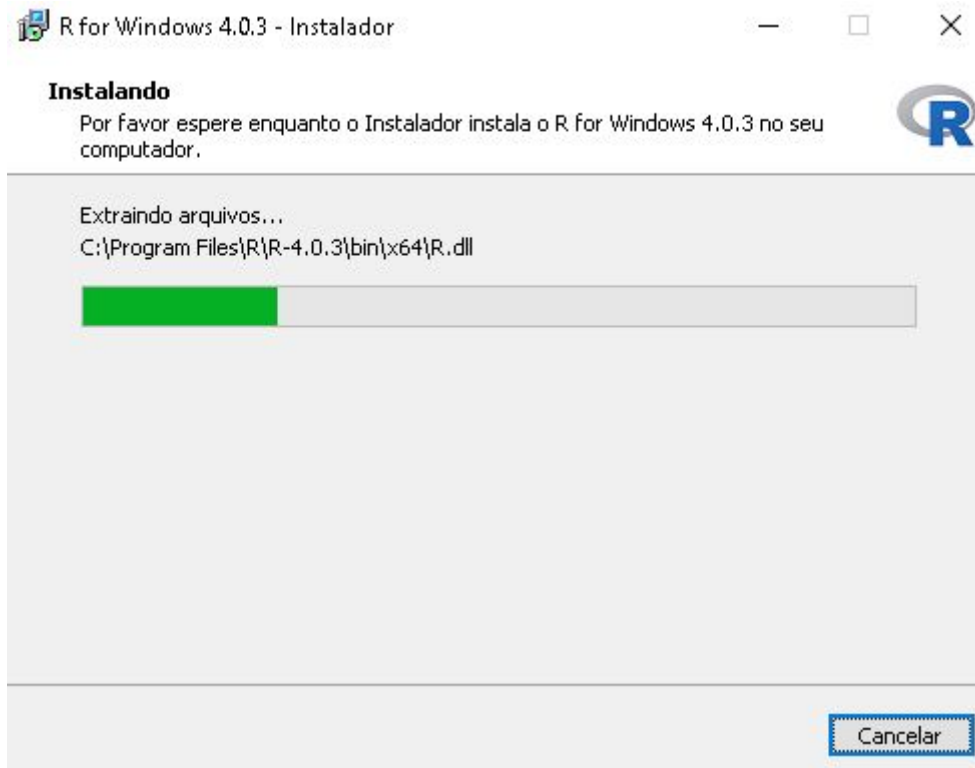 R for Windows 4.0.3 - Instalador
Instalando
Por favor espere enquanto o Instalador instala o R for Windows 4.0.3 no seu
computador.
R
Extraindo arquivos...
C:\Program Files\R\R-4.0.3\bin\x64\R.dll
Cancelar